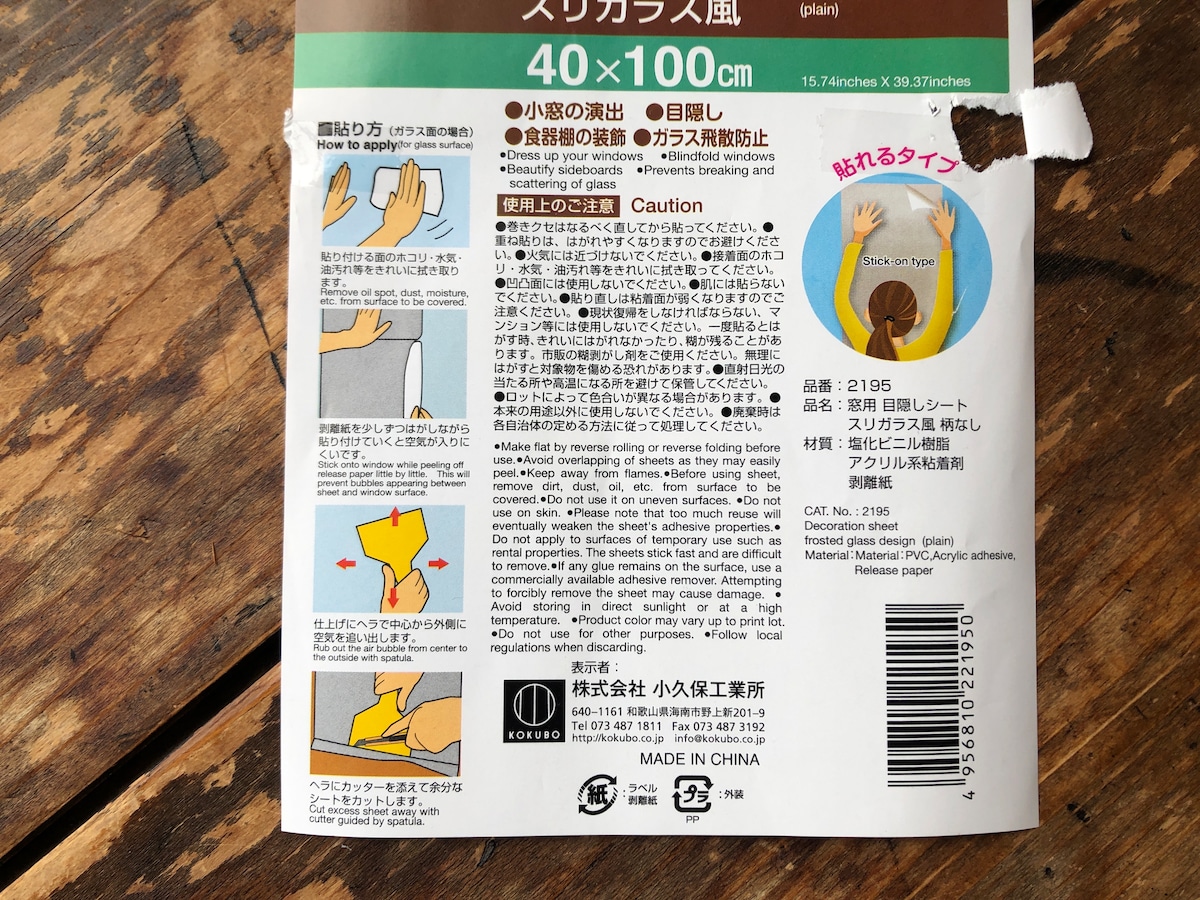 スリガラス風
(plain)
40×100cm
15.74inches X 39.37inches
●小窓の演出 ●目隠し
●食器棚の装飾 ●ガラス飛散防止
•Dress up your windows •Blindfold windows
•Beautify sideboards •Prevents breaking and
scattering of glass
貼り方(ガラス面の場合)
How to apply(for glass surface)
貼り付ける面のホコリ・水気・
油汚れ等をきれいに拭き取り
ます。
Remove oil spot, dust, moisture,
etc. from surface to be covered.
剥離紙を少しずつはがしながら
貼り付けていくと空気が入りに
くいです。
Stick onto window while peeling off
release paper little by little. This will
prevent bubbles appearing between
sheet and window surface.
仕上げにヘラで中心から外側に
空気を追い出します。
Rub out the air bubble from center to
the outside with spatula.
ヘラにカッターを添えて余分な
シートをカットします。
Cut excess sheet away with
cutter guided by spatula.
使用上のご注意 Caution
●巻きクセはなるべく直してから貼ってください。●
重ね貼りは、はがれやすくなりますのでお避けくださ
い。●火気には近づけないでください。●接着面のホコ
リ・水気・油汚れ等をきれいに拭き取ってください。
●凹凸面には使用しないでください。●肌には貼らない
でください。●貼り直しは粘着面が弱くなりますのでご
注意ください。●現状復帰をしなければならない、マ
ンション等には使用しないでください。一度貼るとは
がす時、きれいにはがれなかったり、糊が残ることがあ
ります。市販の糊剥がし剤をご使用ください。無理に
はがすと対象物を傷める恐れがあります。●直射日光の
当たる所や高温になる所を避けて保管してください。
●ロットによって色合いが異なる場合があります。●
本来の用途以外に使用しないでください。●廃棄時は
各自治体の定める方法に従って処理してください。
•Make flat by reverse rolling or reverse folding before
use.•Avoid overlapping of sheets as they may easily
peel.•Keep away from flames.•Before using sheet,
remove dirt, dust, oil, etc. from surface to be
covered.•Do not use it on uneven surfaces. •Do not
use on skin. •Please note that too much reuse will
eventually weaken the sheet's adhesive properties.•
Do not apply to surfaces of temporary use such as
rental properties. The sheets stick fast and are difficult
to remove.•If any glue remains on the surface, use a
commercially available adhesive remover. Attempting
to forcibly remove the sheet may cause damage. •
Avoid storing in direct sunlight or at a high
temperature. •Product color may vary up to print lot.
•Do not use for other purposes. •Follow local
regulations when discarding.
表示者:
KOKUBO
株式会社 小久保工業所
640–1161 和歌山県海南市野上新201–9
Tel 073 487 1811 Fax 073 487 3192
http://kokubo.co.jp info@kokubo.co.jp
MADE IN CHINA
紙:ラベル
剥離紙
プラ:外装
PP
貼れるタイプ
Stick-on type
品番:2195
品名:窓用 目隠しシート
スリガラス風 柄なし
材質:塩化ビニル樹脂
アクリル系粘着剤
剥離紙
CAT. No. : 2195
Decoration sheet
frosted glass design (plain)
Material:Material:PVC,Acrylic adhesive,
Release paper
4 956810 221950